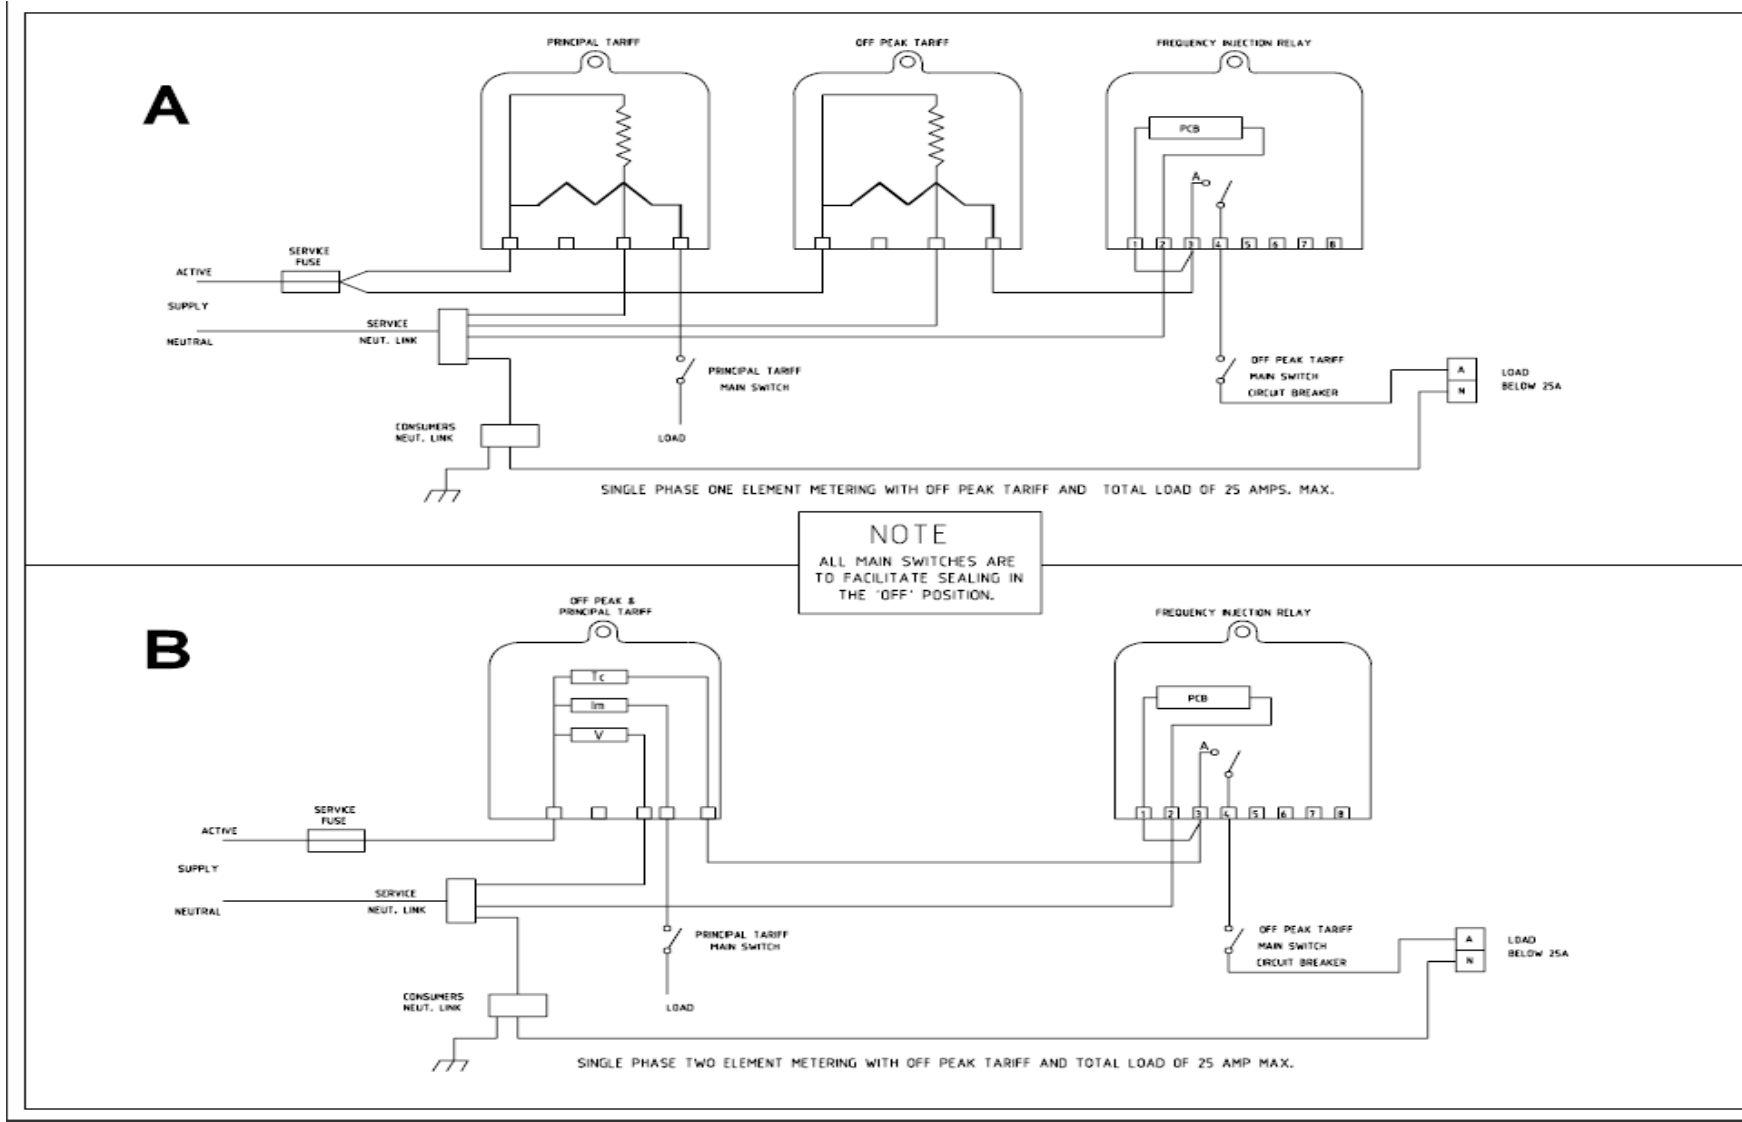 A
PRINCIPAL TARIFF
OFF PEAK TARIFF
FREQUENCY INJECTION RELAY
PCB
A
1 2 3 4 5 6 7 8
SERVICE
FUSE
ACTIVE
SUPPLY
NEUTRAL
SERVICE
NEUT. LINK
PRINCIPAL TARIFF
MAIN SWITCH
LOAD
OFF PEAK TARIFF
MAIN SWITCH
CIRCUIT BREAKER
A
N
LOAD
BELOW 25A
CONSUMERS
NEUT. LINK
SINGLE PHASE ONE ELEMENT METERING WITH OFF PEAK TARIFF AND TOTAL LOAD OF 25 AMPS. MAX.
NOTE
ALL MAIN SWITCHES ARE
TO FACILITATE SEALING IN
THE 'OFF' POSITION.
B
OFF PEAK &
PRINCIPAL TARIFF
FREQUENCY INJECTION RELAY
Tc
Im
V
PCB
A
1 2 3 4 5 6 7 8
SERVICE
FUSE
ACTIVE
SUPPLY
NEUTRAL
SERVICE
NEUT. LINK
PRINCIPAL TARIFF
MAIN SWITCH
LOAD
OFF PEAK TARIFF
MAIN SWITCH
CIRCUIT BREAKER
A
N
LOAD
BELOW 25A
CONSUMERS
NEUT. LINK
SINGLE PHASE TWO ELEMENT METERING WITH OFF PEAK TARIFF AND TOTAL LOAD OF 25 AMP MAX.